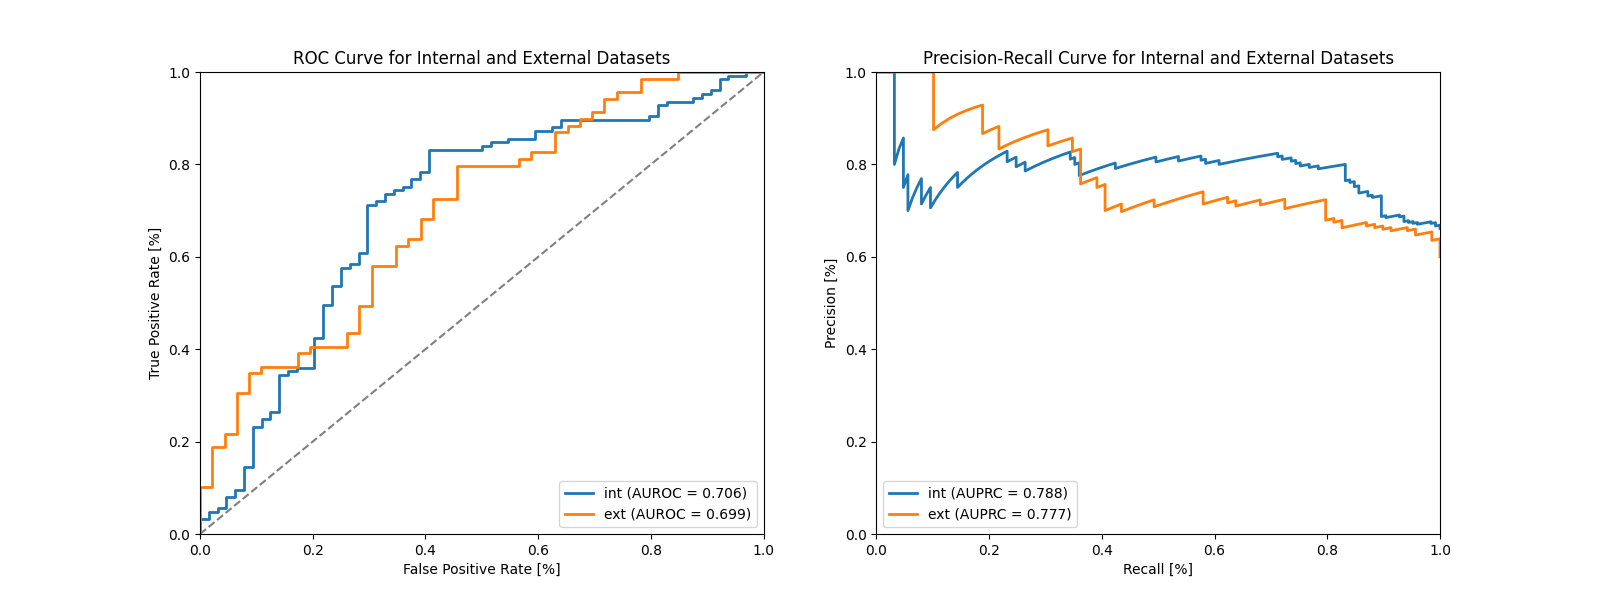 ROC Curve for Internal and External Datasets
1.0
0.8
0.6
0.4
0.2
0.0
True Positive Rate [%]
int (AUROC = 0.706)
ext (AUROC = 0.699)
0.0 0.2 0.4 0.6 0.8 1.0
False Positive Rate [%]
Precision-Recall Curve for Internal and External Datasets
1.0
0.8
0.6
0.4
0.2
0.0
Precision [%]
int (AUPRC = 0.788)
ext (AUPRC = 0.777)
0.0 0.2 0.4 0.6 0.8 1.0
Recall [%]